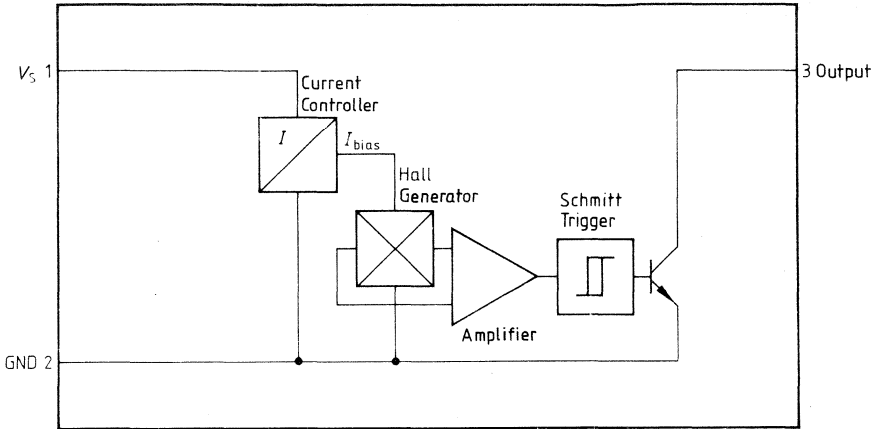 V_S 1
Current
Controller
3 Output
I
I_bias
Hall
Generator
Schmitt
Trigger
Amplifier
GND 2